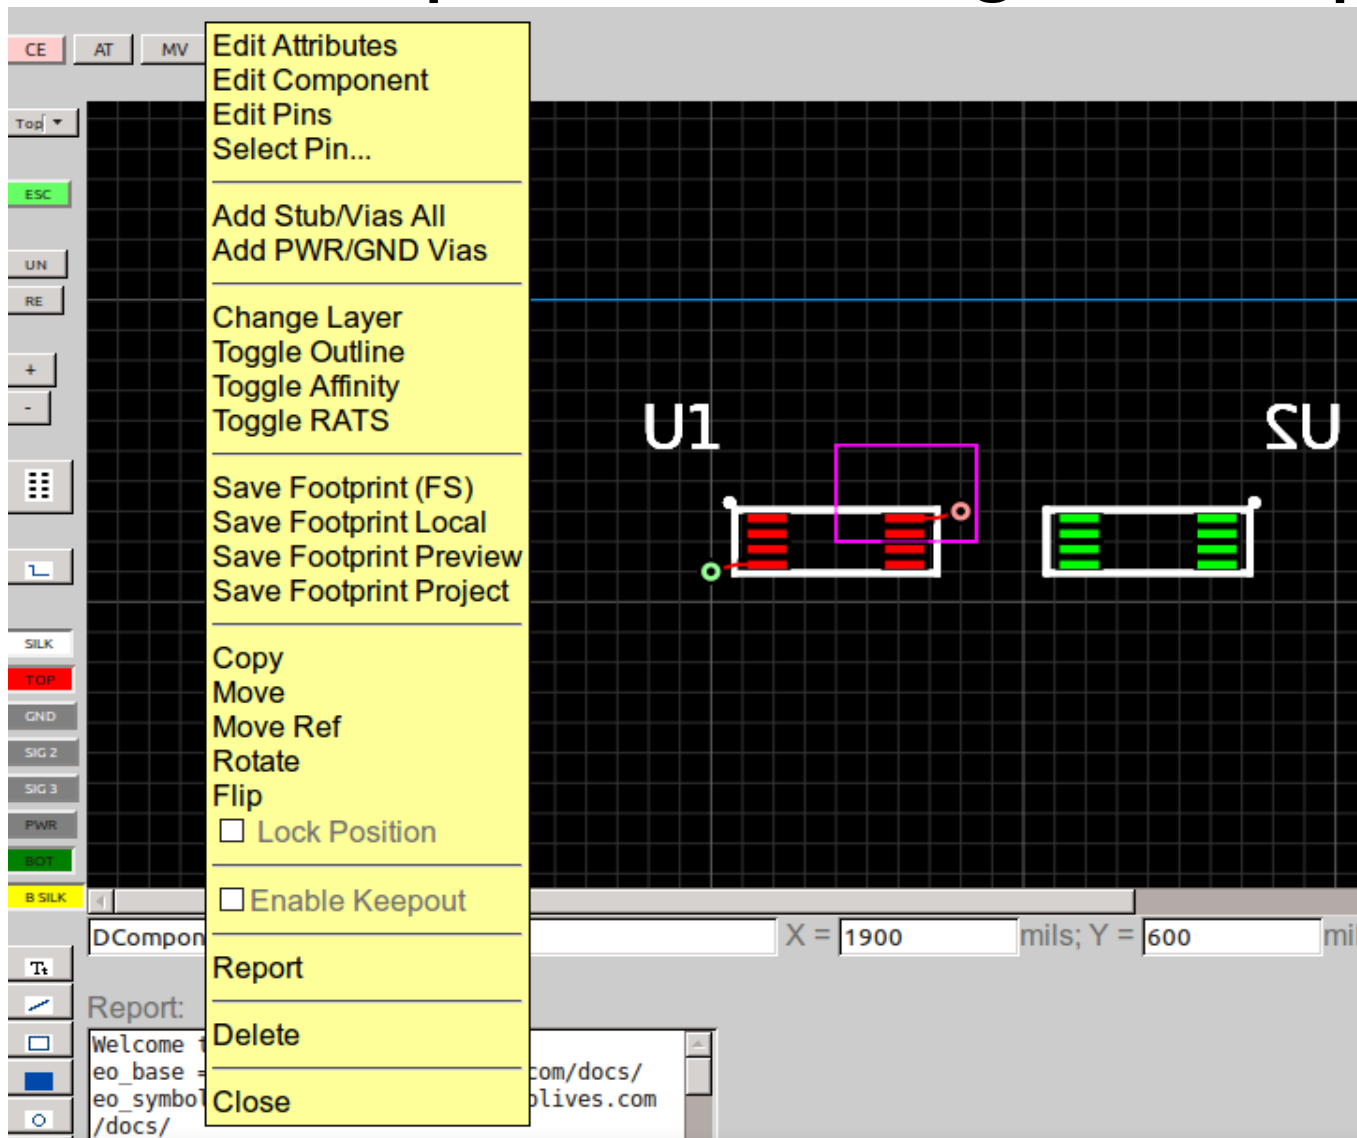 CE AT MV
Edit Attributes
Edit Component
Edit Pins
Select Pin...
Add Stub/Vias All
Add PWR/GND Vias
Change Layer
Toggle Outline
Toggle Affinity
Toggle RATS
Save Footprint (FS)
Save Footprint Local
Save Footprint Preview
Save Footprint Project
Copy
Move
Move Ref
Rotate
Flip
Lock Position
Enable Keepout
Report
Delete
Close
Top
ESC
UN
RE
+
-
SILK
TOP
GND
SIG 2
SIG 3
PWR
BOT
B SILK
Tt
U1
U2
DCompon
X = 1900 mils; Y = 600 mil
Report:
Welcome t
eo_base = com/docs/
eo_symbol olives.com
/docs/